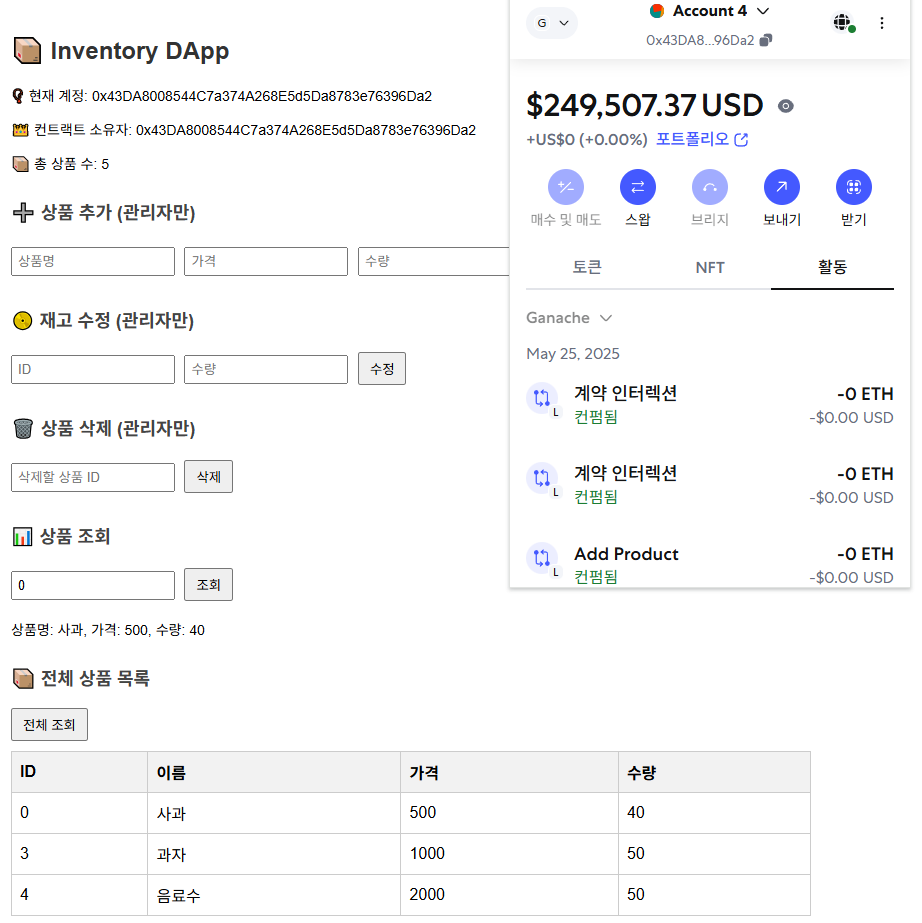 Inventory DApp
현재 계정: 0x43DA8008544C7a374A268E5d5Da8783e76396Da2
컨트랙트 소유자: 0x43DA8008544C7a374A268E5d5Da8783e76396Da2
총 상품 수: 5
상품 추가 (관리자만)
상품명 가격 수량
재고 수정 (관리자만)
ID 수량 수정
상품 삭제 (관리자만)
삭제할 상품 ID 삭제
상품 조회
0 조회
상품명: 사과, 가격: 500, 수량: 40
전체 상품 목록
전체 조회
ID 이름 가격 수량
0 사과 500 40
3 과자 1000 50
4 음료수 2000 50
G Account 4
0x43DA8...96Da2
$249,507.37 USD
+US$0 (+0.00%) 포트폴리오
매수 및 매도 스왑 브리지 보내기 받기
토큰 NFT 활동
Ganache
May 25, 2025
계약 인터렉션 -0 ETH
L 컨펌됨 -$0.00 USD
계약 인터렉션 -0 ETH
L 컨펌됨 -$0.00 USD
Add Product -0 ETH
L 컨펌됨 -$0.00 USD